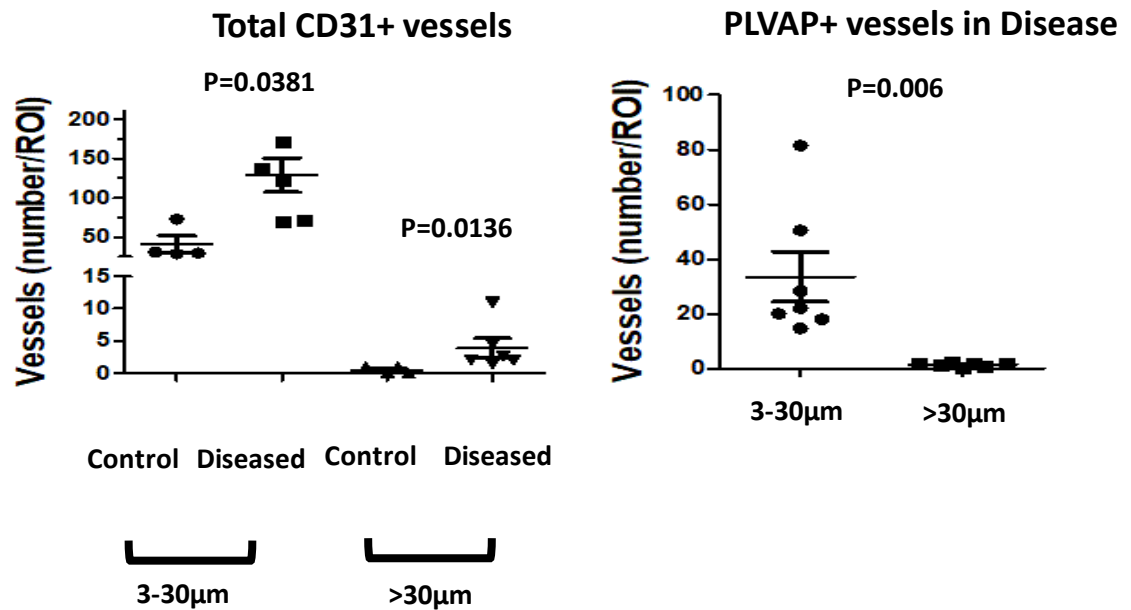 Total CD31+ vessels
P=0.0381
Vessels (number/ROI)
200
150
100
50
15
10
5
0
P=0.0136
Control Diseased Control Diseased
3-30μm >30μm
PLVAP+ vessels in Disease
P=0.006
Vessels (number/ROI)
100
80
60
40
20
0
3-30μm >30μm